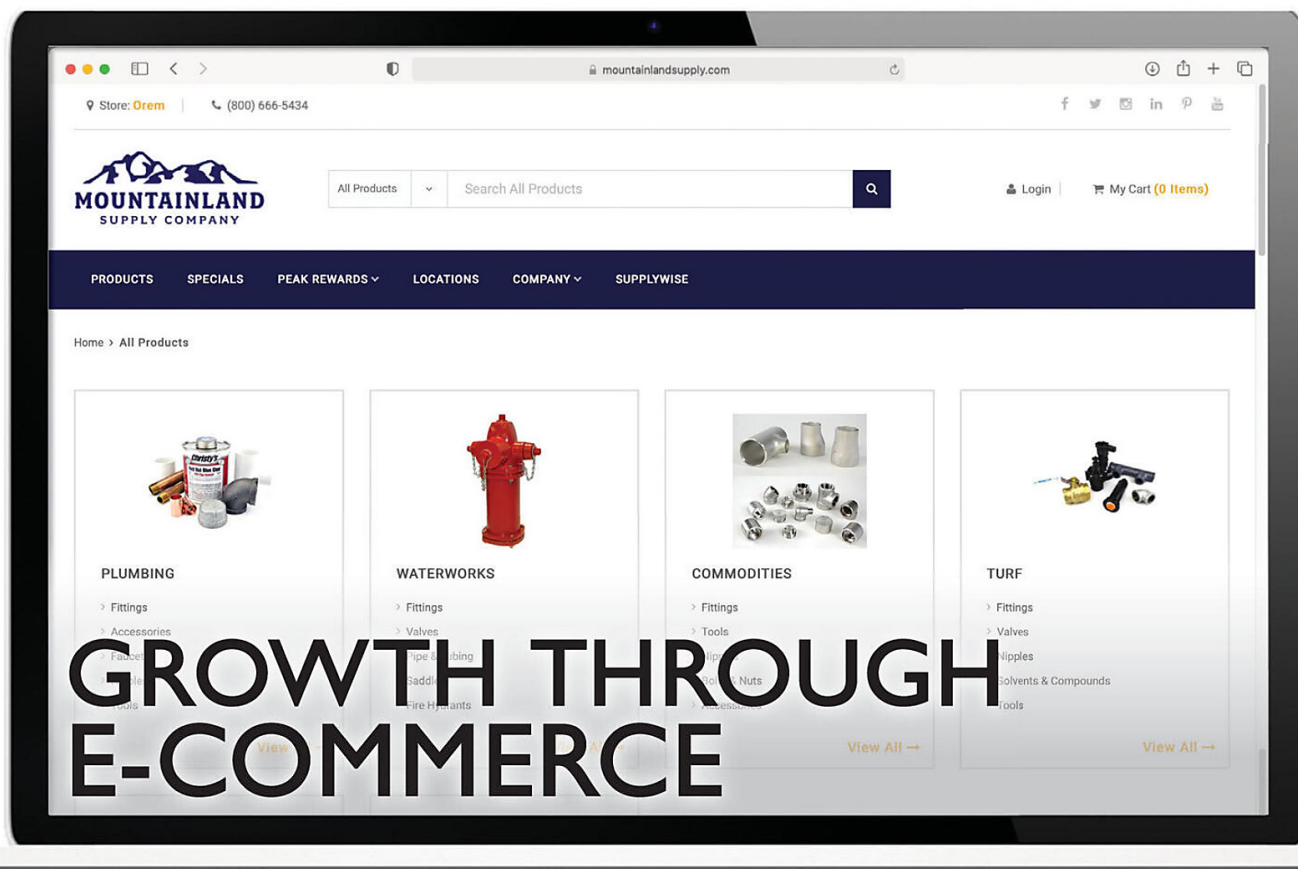 mountainlandsupply.com
Store: Orem
(800) 666-5434
MOUNTAINLAND
SUPPLY COMPANY
All Products
Search All Products
Login
My Cart (0 Items)
PRODUCTS SPECIALS PEAK REWARDS LOCATIONS COMPANY SUPPLYWISE
Home > All Products
Christy's
PLUMBING
> Fittings
> Accessories
WATERWORKS
> Fittings
> Valves
Fire Hydrants
COMMODITIES
> Fittings
> Tools
& Nuts
> Accessories
View All →
TURF
> Fittings
> Valves
Nipples
Solvents & Compounds
Tools
View All →
GROWTH THROUGH
E-COMMERCE